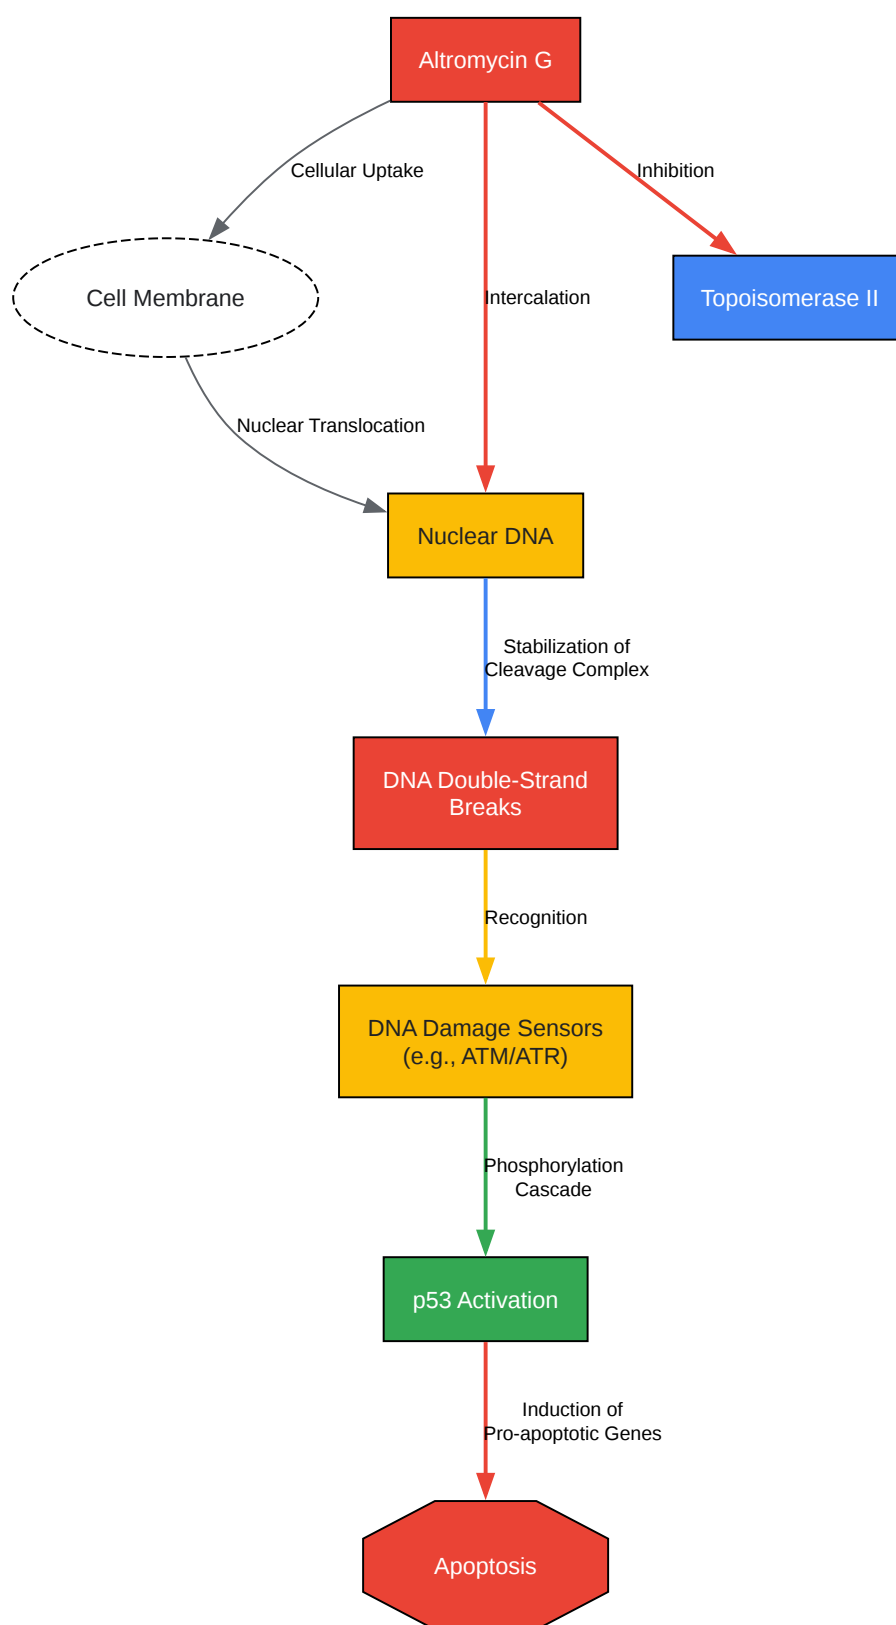 Altromycin G
Cellular Uptake
Inhibition
Cell Membrane
Intercalation
Topoisomerase II
Nuclear Translocation
Nuclear DNA
Stabilization of
Cleavage Complex
DNA Double-Strand
Breaks
Recognition
DNA Damage Sensors
(e.g., ATM/ATR)
Phosphorylation
Cascade
p53 Activation
Induction of
Pro-apoptotic Genes
Apoptosis